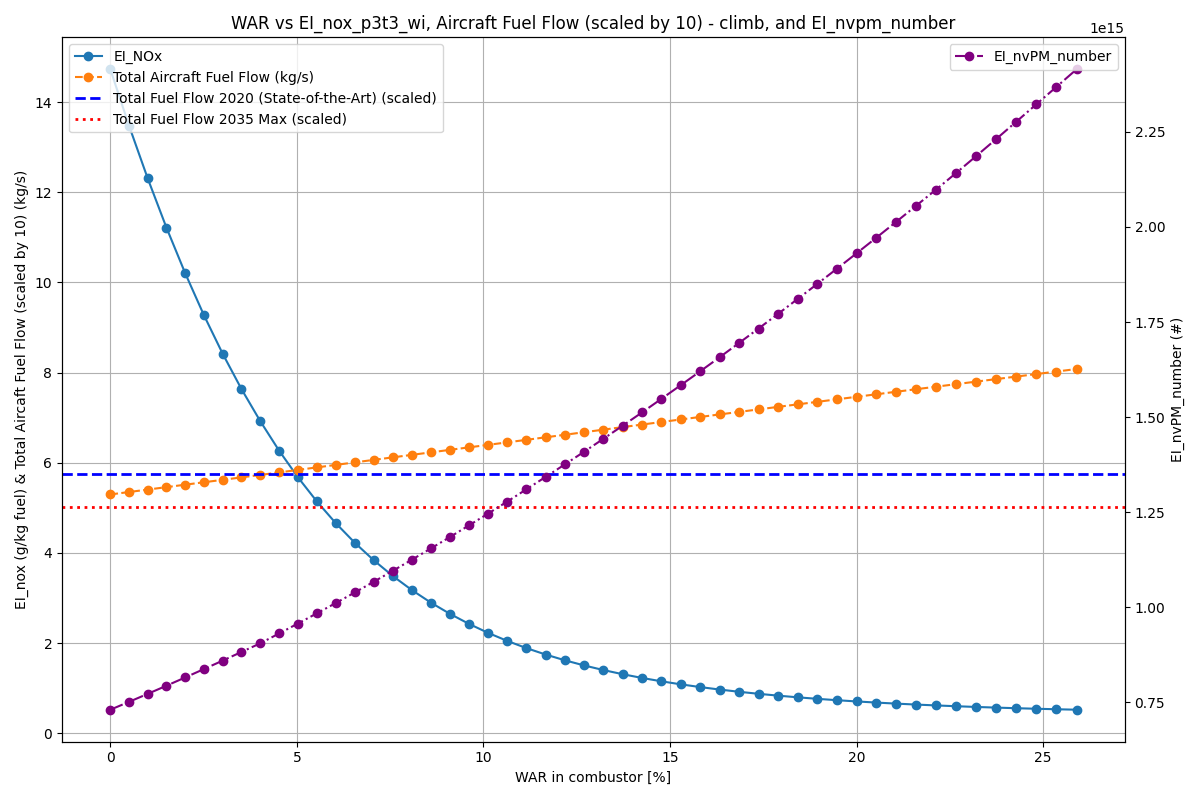 WAR vs EI_nox_p3t3_wi, Aircraft Fuel Flow (scaled by 10) - climb, and EI_nvpm_number
1e15
EI_NOx
Total Aircraft Fuel Flow (kg/s)
Total Fuel Flow 2020 (State-of-the-Art) (scaled)
Total Fuel Flow 2035 Max (scaled)
EI_nvPM_number
EI_nox (g/kg fuel) & Total Aircaft Fuel Flow (scaled by 10) (kg/s)
14
12
10
8
6
4
2
0
2.25
2.00
1.75
1.50
1.25
1.00
0.75
EI_nvPM_number (#)
0
5
10
15
20
25
WAR in combustor [%]